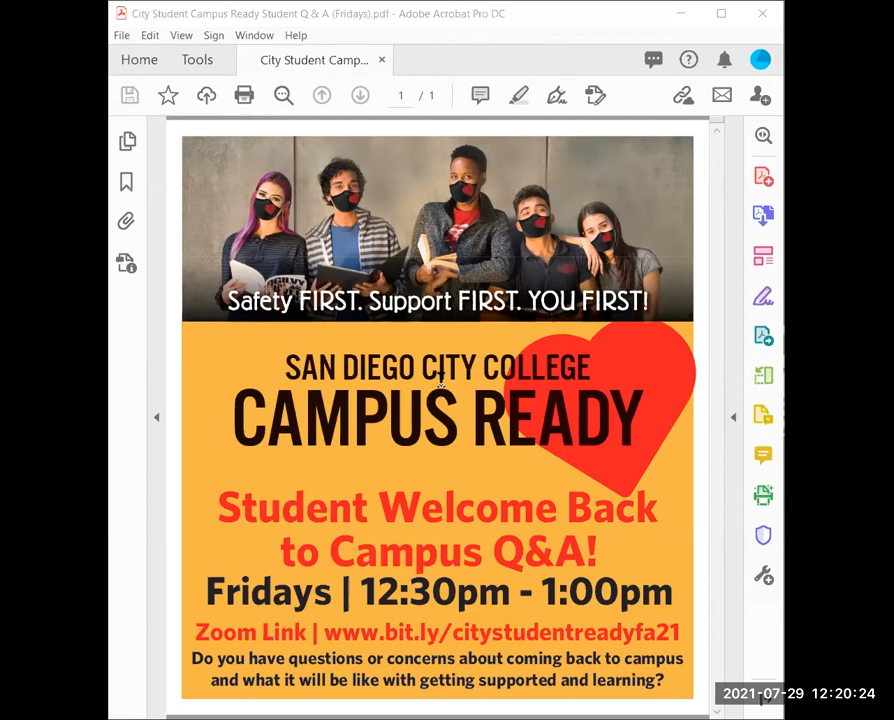 City Student Campus Ready Student Q & A (Fridays).pdf - Adobe Acrobat Pro DC
File Edit View Sign Window Help
Home Tools City Student Camp... ×
1 / 1
Safety FIRST. Support FIRST. YOU FIRST!
SAN DIEGO CITY COLLEGE
CAMPUS READY
Student Welcome Back
to Campus Q&A!
Fridays | 12:30pm - 1:00pm
Zoom Link | www.bit.ly/citystudentreadyfa21
Do you have questions or concerns about coming back to campus
and what it will be like with getting supported and learning?
2021-07-29 12:20:24